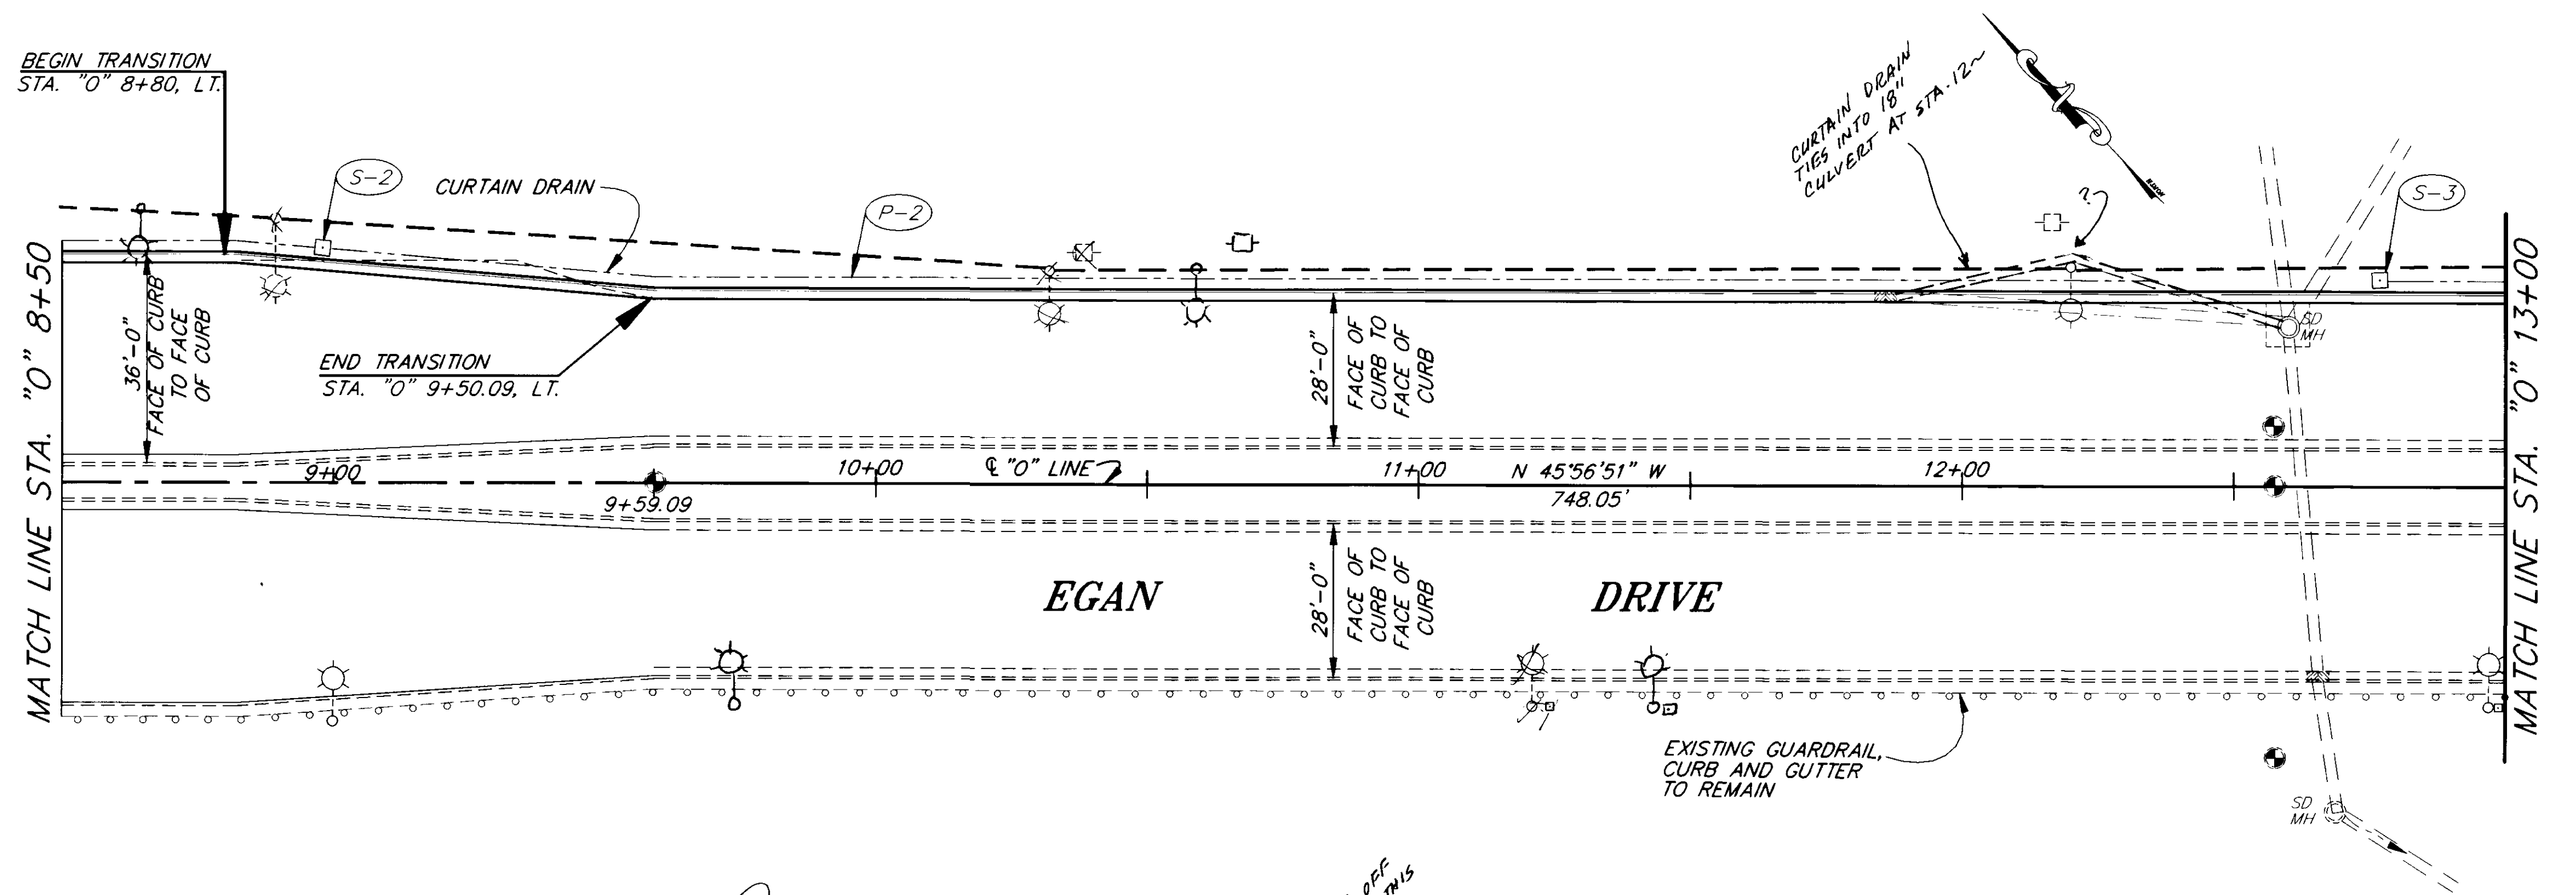 BEGIN TRANSITION
STA. "O" 8+80, LT.
S-2
CURTAIN DRAIN
P-2
CURTAIN DRAIN
TIES INTO 18"
CULVERT AT STA. 12~
?
S-3
MATCH LINE STA. "O" 8+50
36'-0"
FACE OF CURB
TO FACE
OF CURB
END TRANSITION
STA. "O" 9+50.09, LT.
28'-0"
FACE OF
CURB TO
FACE OF
CURB
SD
MH
MATCH LINE STA. "O" 13+00
9+00
10+00
℄ "O" LINE
11+00
N 45°56'51" W
12+00
9+59.09
748.05'
28'-0"
FACE OF
CURB TO
FACE OF
CURB
EGAN DRIVE
EXISTING GUARDRAIL,
CURB AND GUTTER
TO REMAIN
SD
MH
OFF
THIS